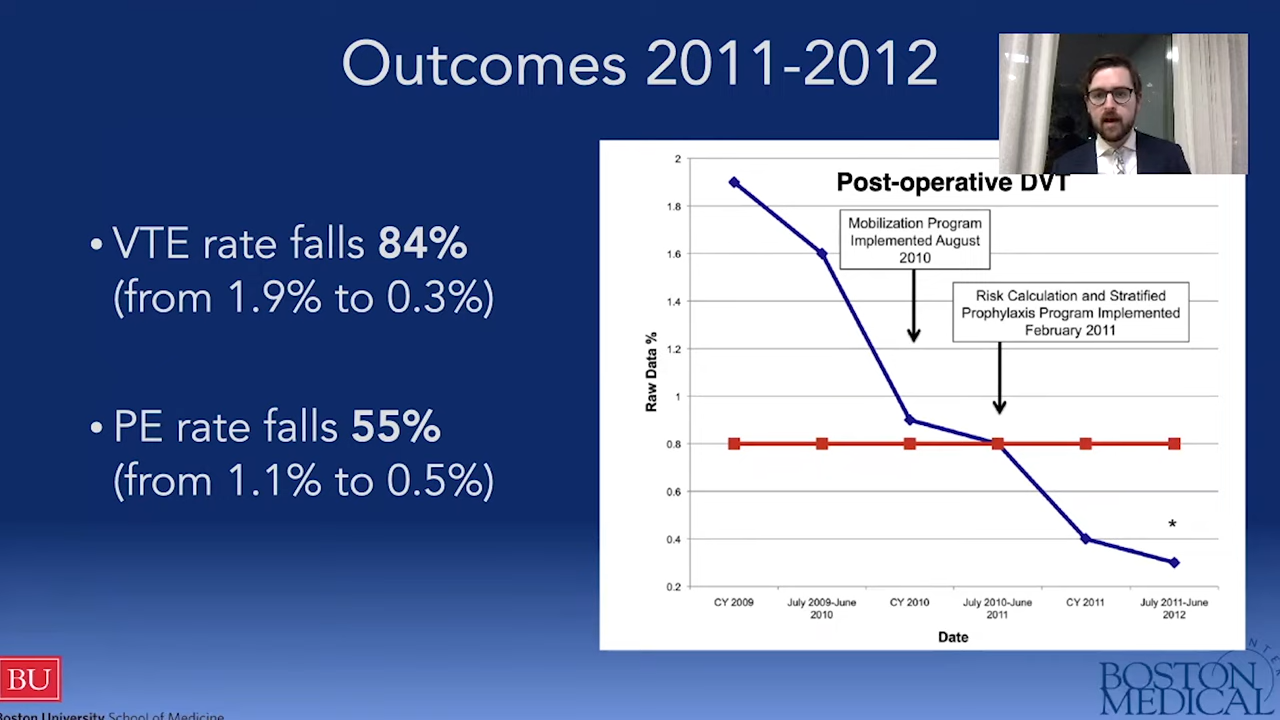 Outcomes 2011-2012
• VTE rate falls 84%
(from 1.9% to 0.3%)
• PE rate falls 55%
(from 1.1% to 0.5%)
Post-operative DVT
Mobilization Program
Implemented August
2010
Risk Calculation and Stratified
Prophylaxis Program Implemented
February 2011
Raw Data %
2
1.8
1.6
1.4
1.2
1
0.8
0.6
0.4
0.2
*
CY 2009
July 2009-June
2010
CY 2010
July 2010-June
2011
CY 2011
July 2011-June
2012
Date
BU
Boston University School of Medicine
BOSTON
MEDICAL